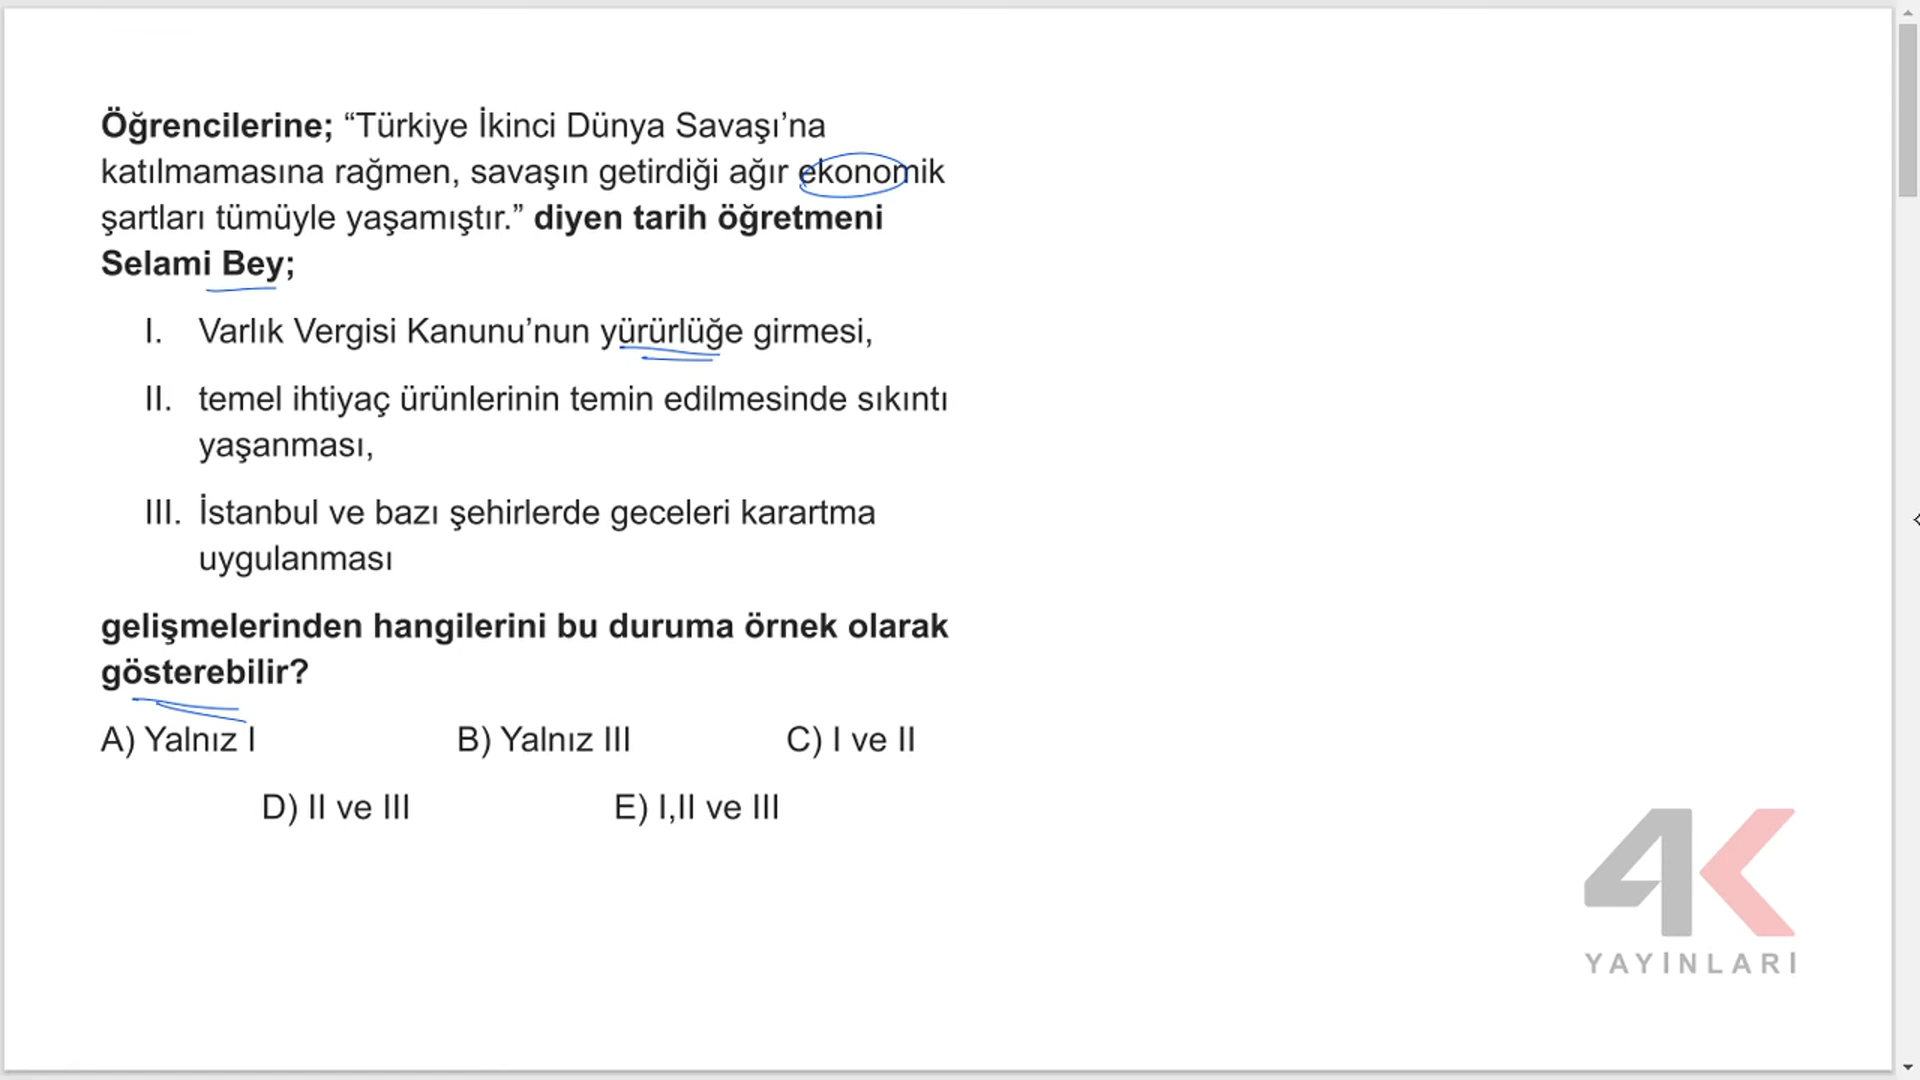 Öğrencilerine; “Türkiye İkinci Dünya Savaşı’na
katılmamasına rağmen, savaşın getirdiği ağır ekonomik
şartları tümüyle yaşamıştır.” diyen tarih öğretmeni
Selami Bey;
I. Varlık Vergisi Kanunu’nun yürürlüğe girmesi,
II. temel ihtiyaç ürünlerinin temin edilmesinde sıkıntı
yaşanması,
III. İstanbul ve bazı şehirlerde geceleri karartma
uygulanması
gelişmelerinden hangilerini bu duruma örnek olarak
gösterebilir?
A) Yalnız I B) Yalnız III C) I ve II
D) II ve III E) I,II ve III
4K
YAYINLARI